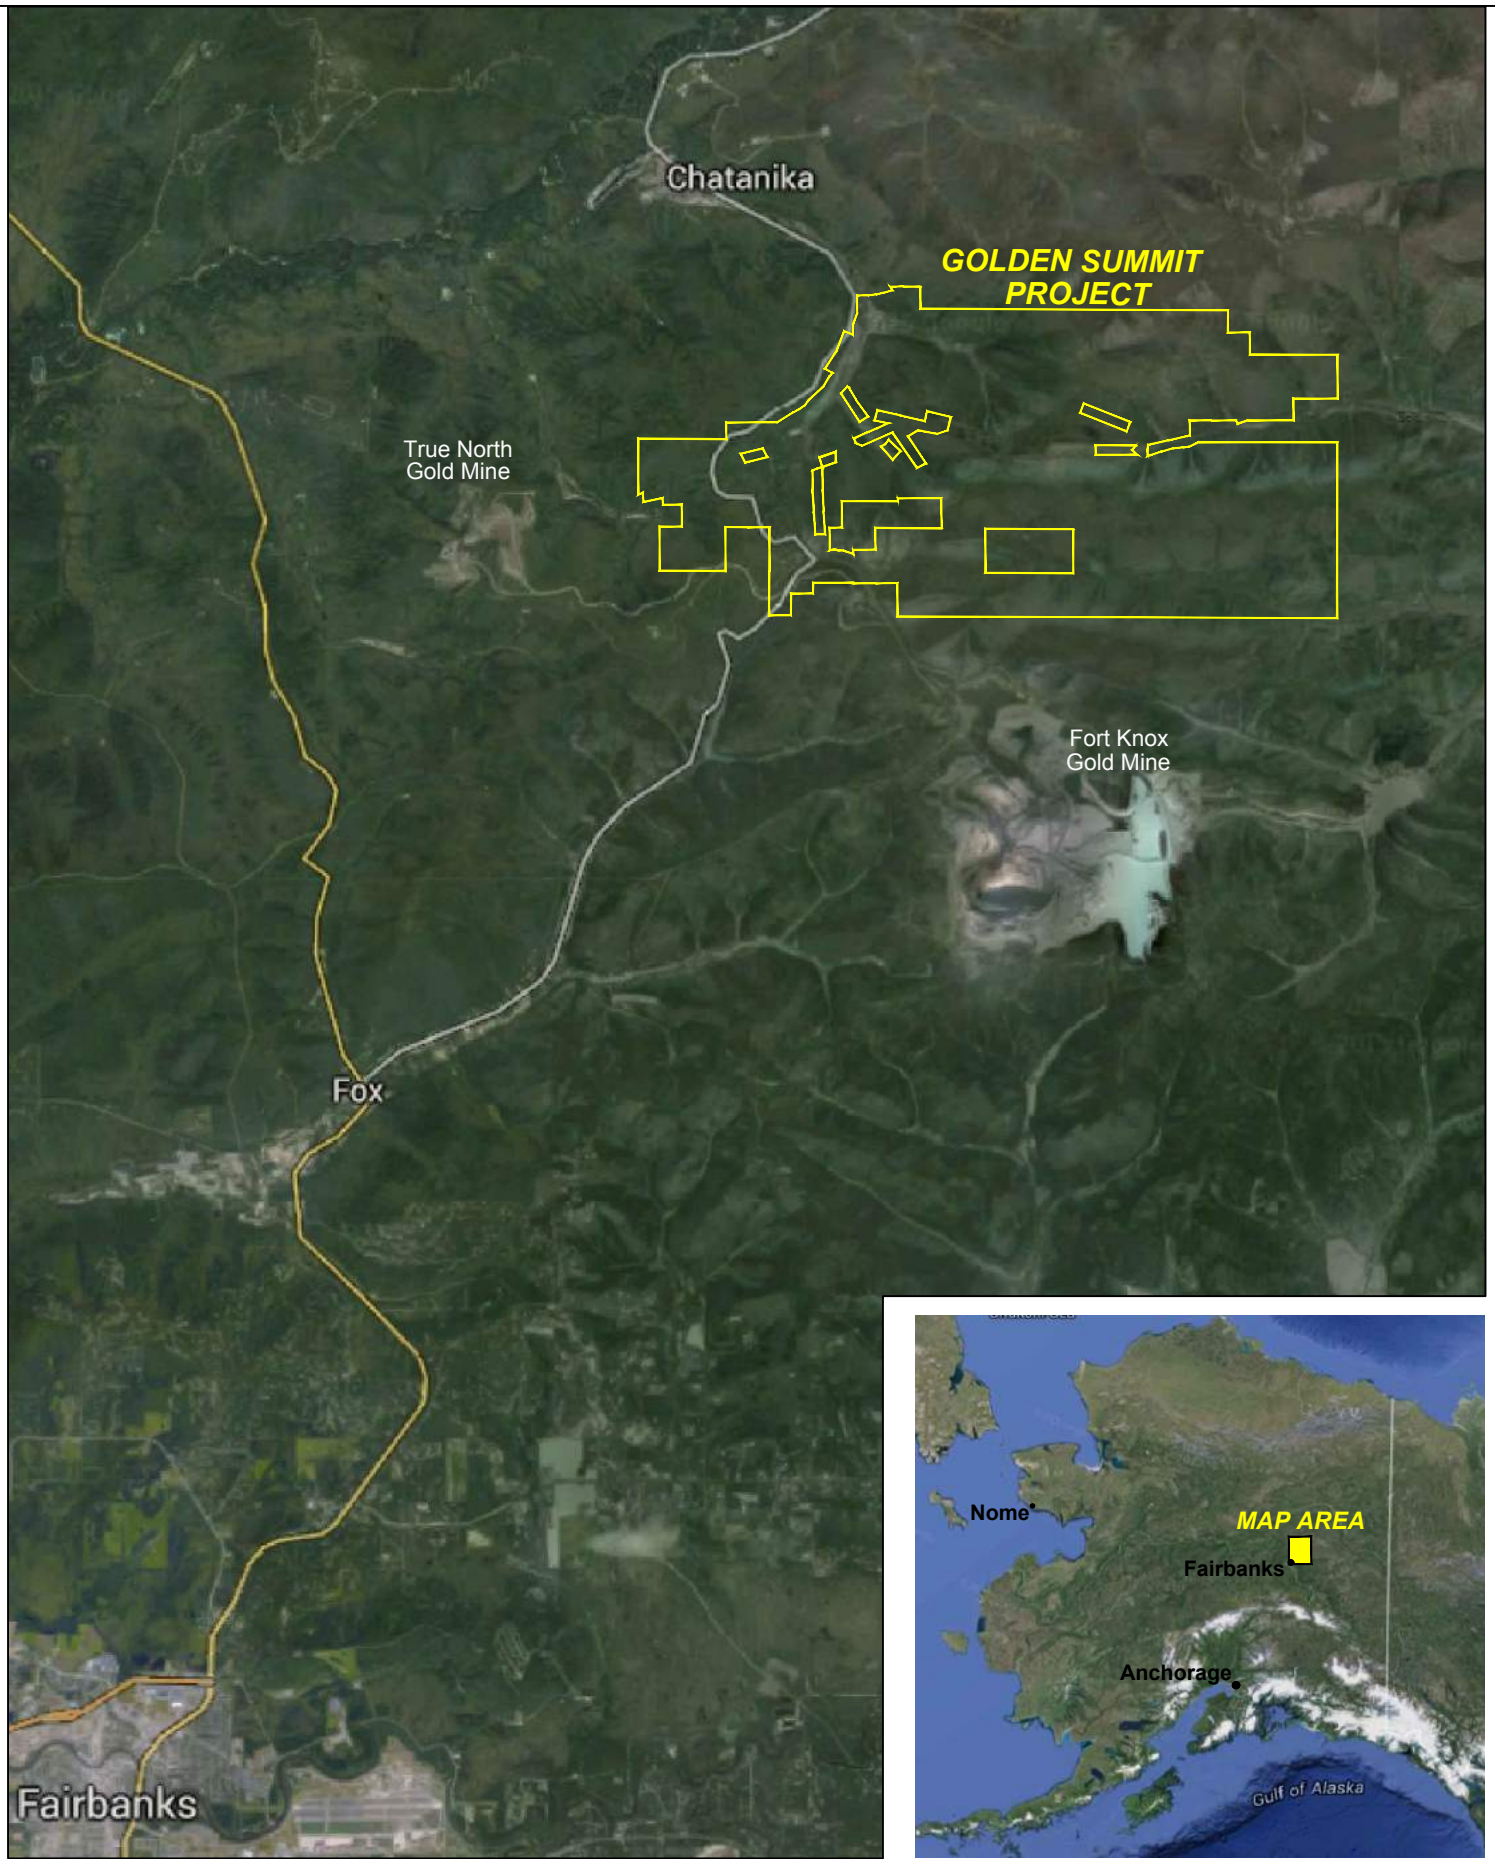 Chatanika
GOLDEN SUMMIT
PROJECT
True North
Gold Mine
Fort Knox
Gold Mine
Fox
Fairbanks
Nome
MAP AREA
Fairbanks
Anchorage
Gulf of Alaska